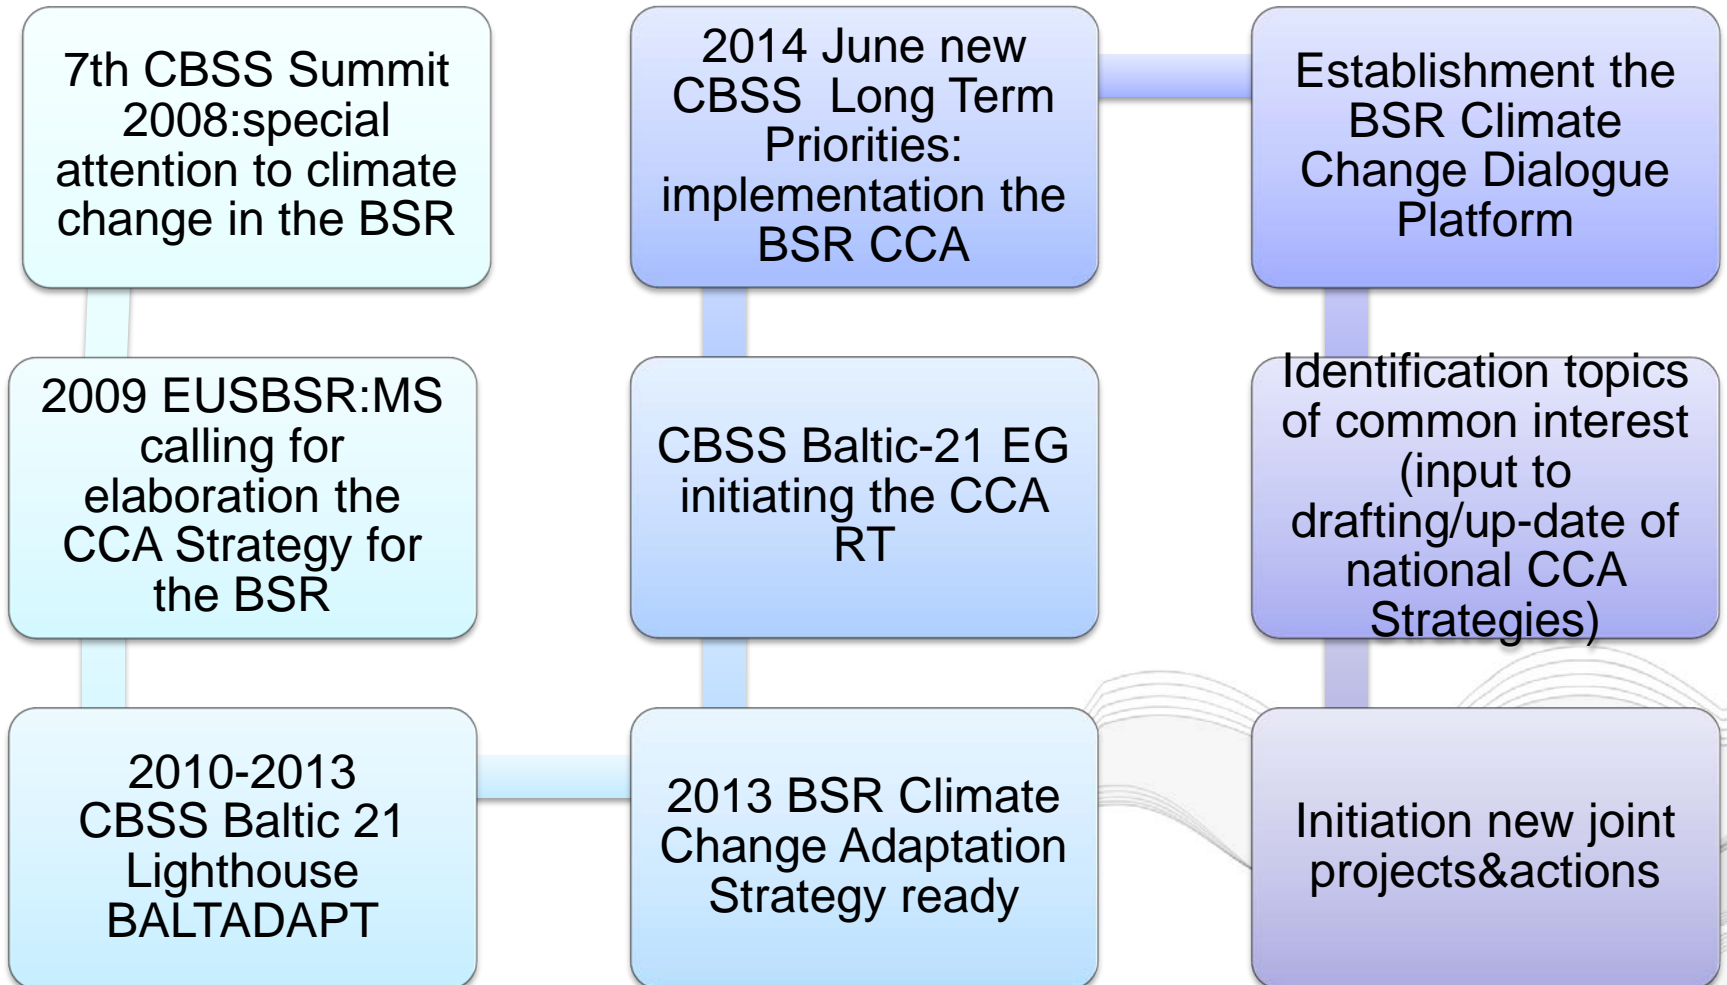 7th CBSS Summit
2008:special
attention to climate
change in the BSR
2009 EUSBSR:MS
calling for
elaboration the
CCA Strategy for
the BSR
2010-2013
CBSS Baltic 21
Lighthouse
BALTADAPT
2013 BSR Climate
Change Adaptation
Strategy ready
CBSS Baltic-21 EG
initiating the CCA
RT
2014 June new
CBSS  Long Term
Priorities:
implementation the
BSR CCA
Establishment the
BSR Climate
Change Dialogue
Platform
Identification topics
of common interest
(input to
drafting/up-date of
national CCA
Strategies)
Initiation new joint
projects&actions